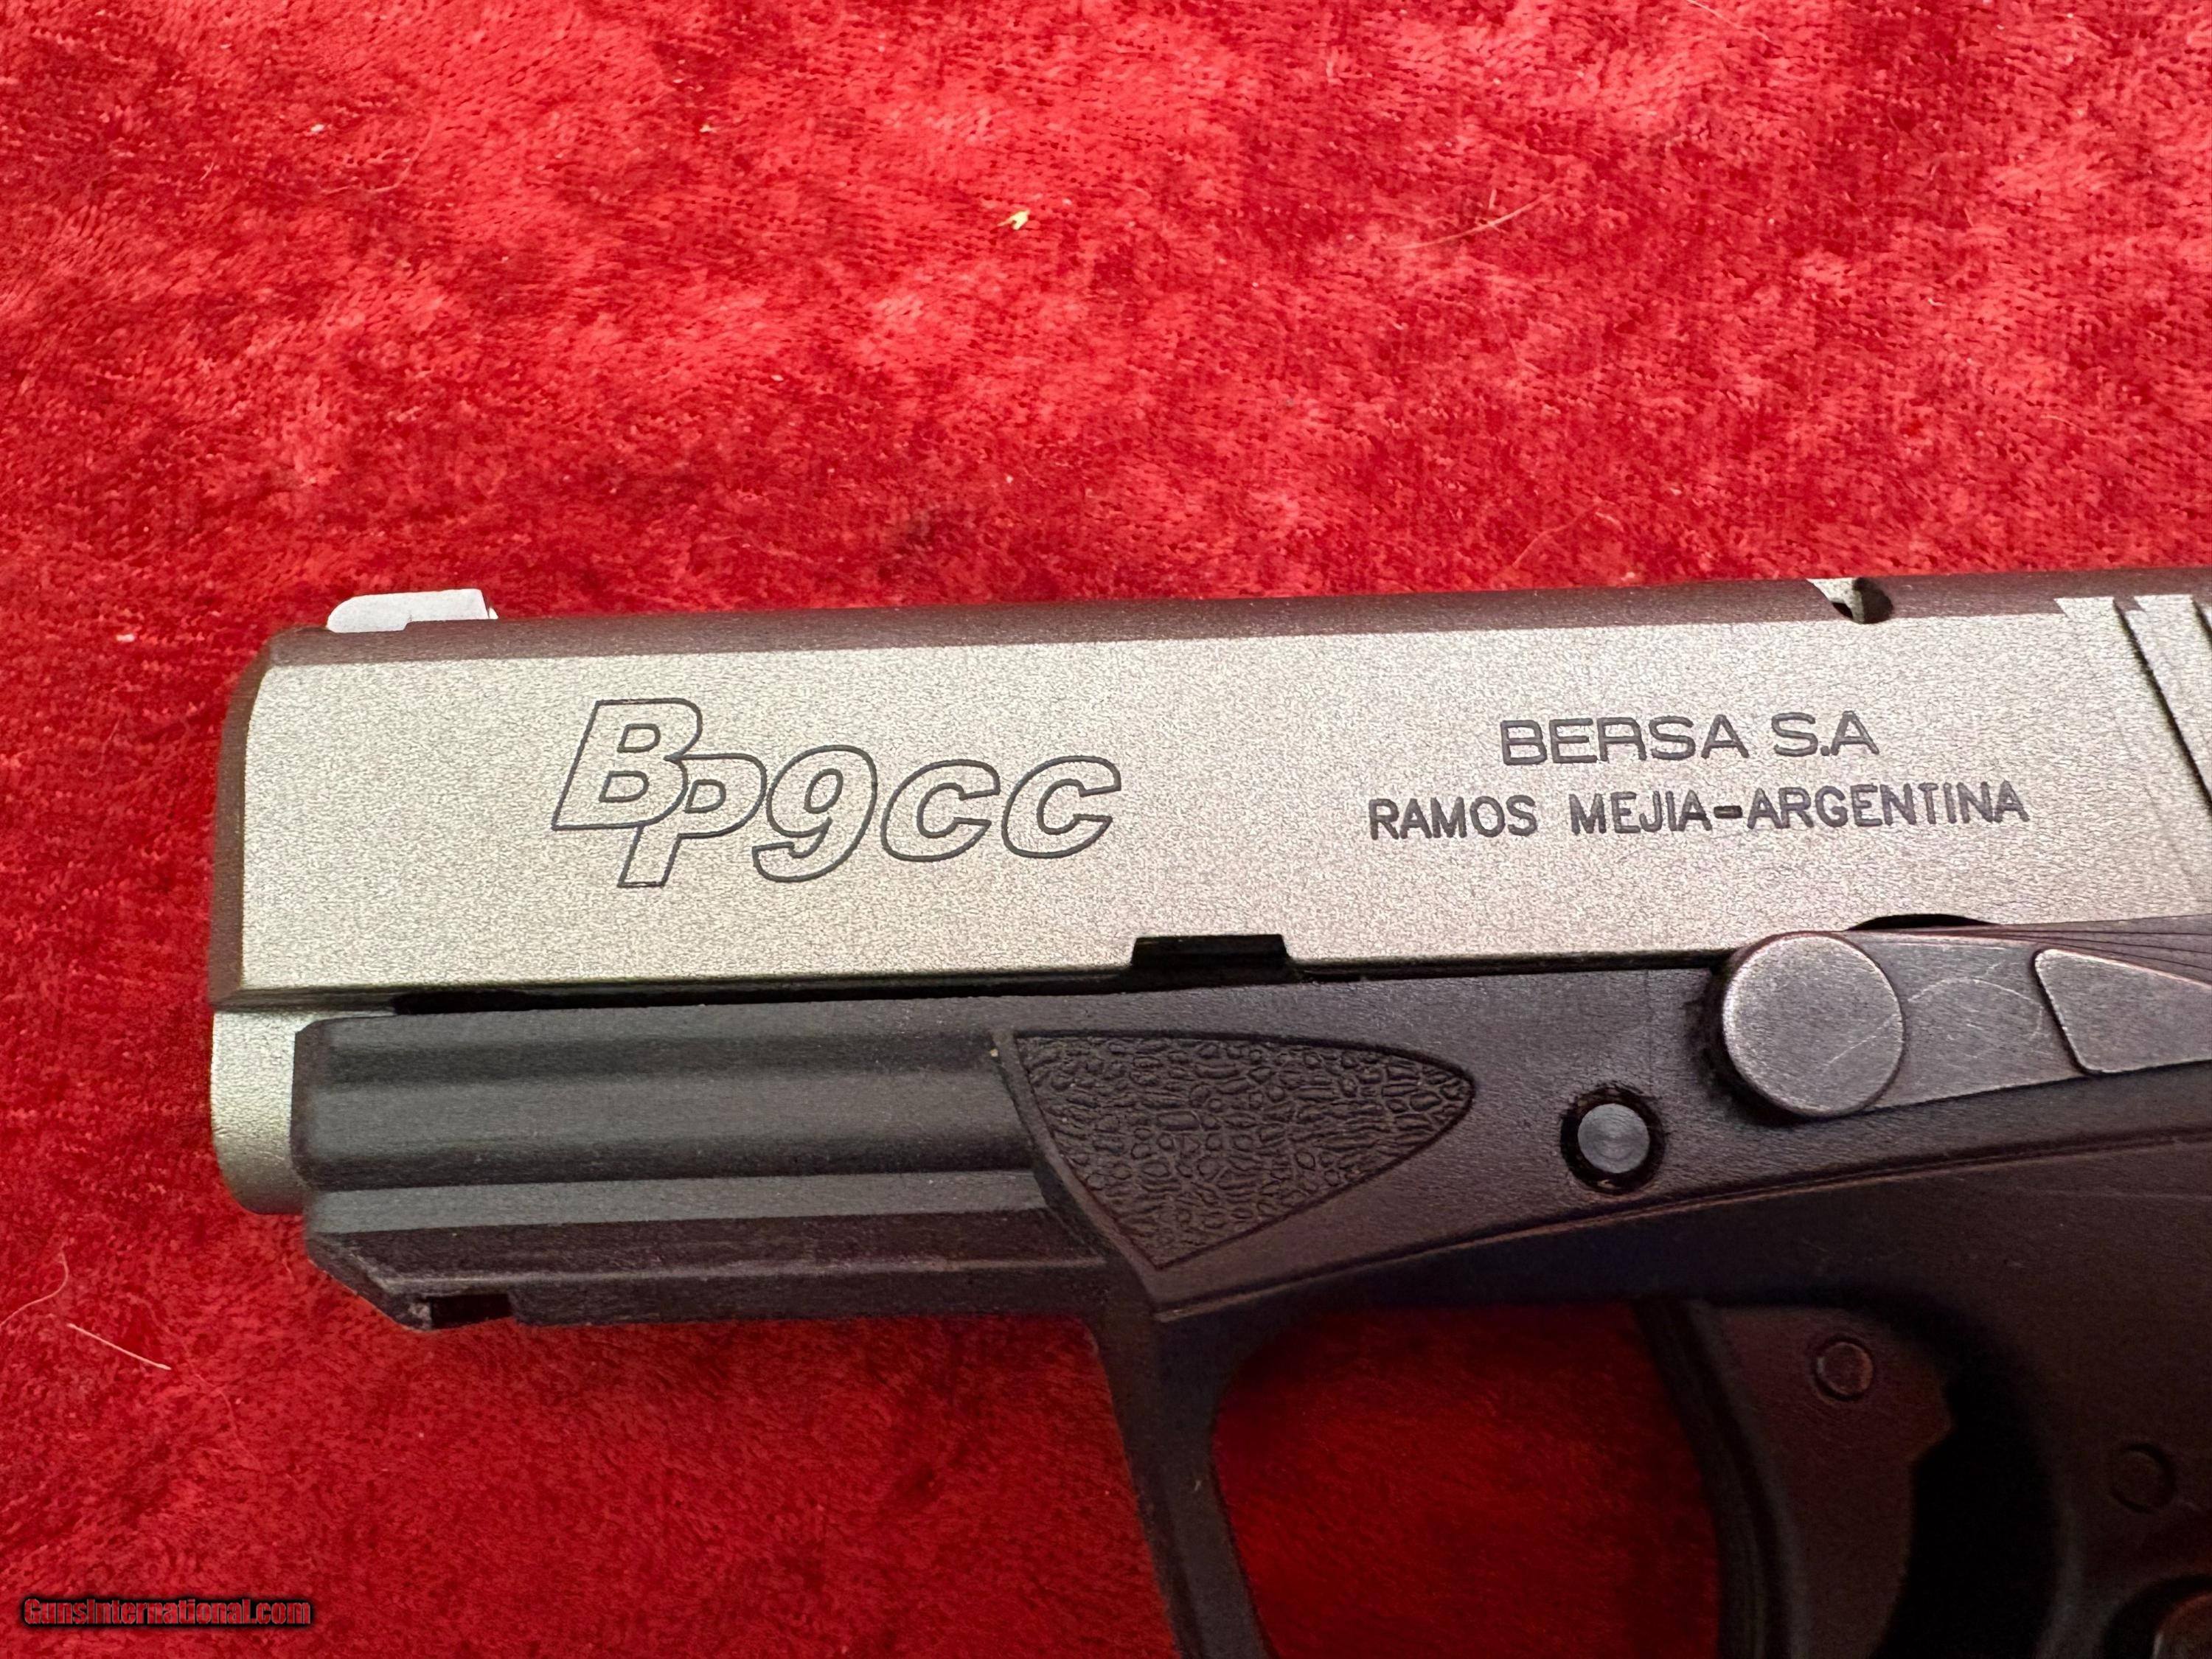 BP9cc
BERSA S.A
RAMOS MEJIA-ARGENTINA
GunsInternational.com